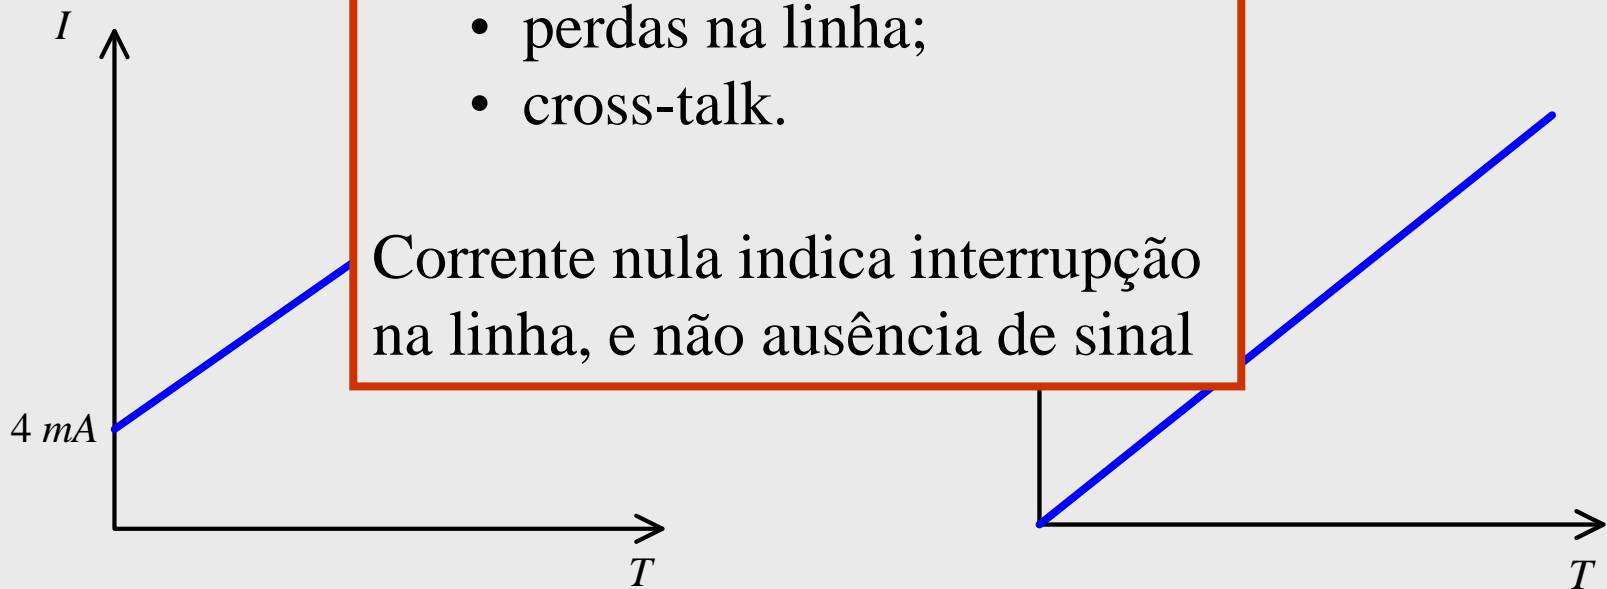 I
• perdas na linha;
• cross-talk.
Corrente nula indica interrupção
na linha, e não ausência de sinal
4 mA
T
T